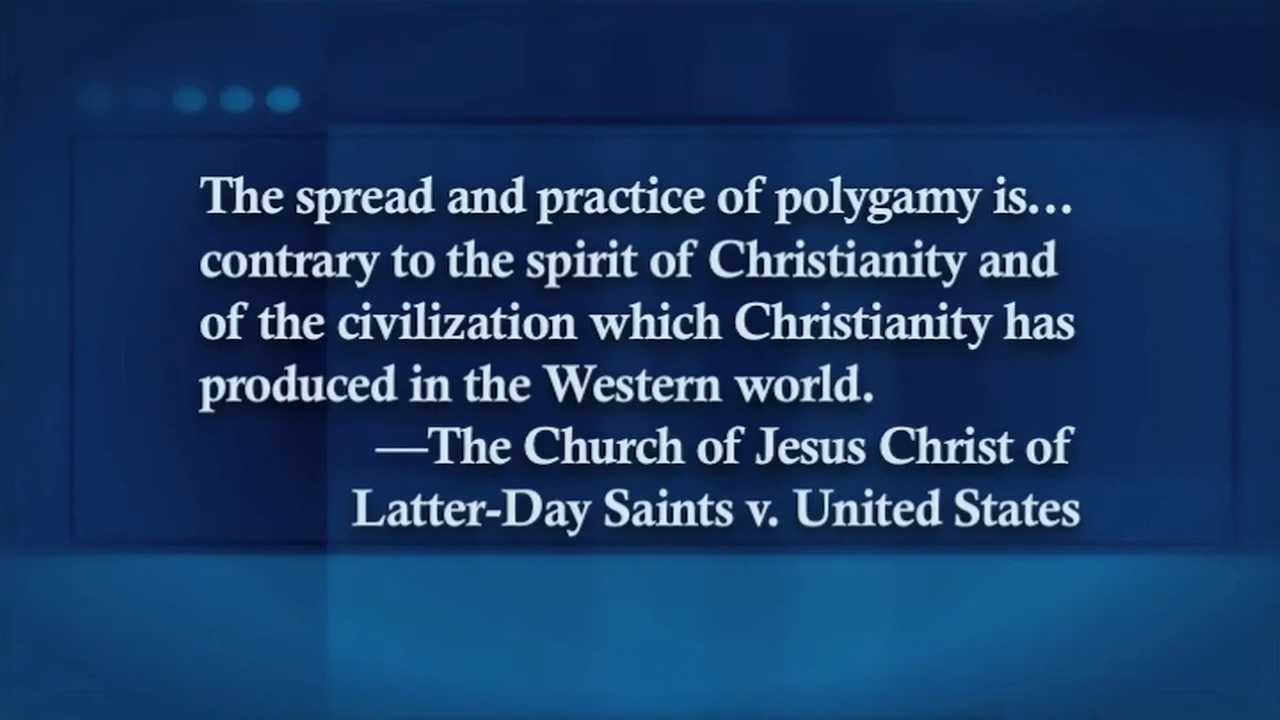 The spread and practice of polygamy is…
contrary to the spirit of Christianity and
of the civilization which Christianity has
produced in the Western world.
—The Church of Jesus Christ of
Latter-Day Saints v. United States